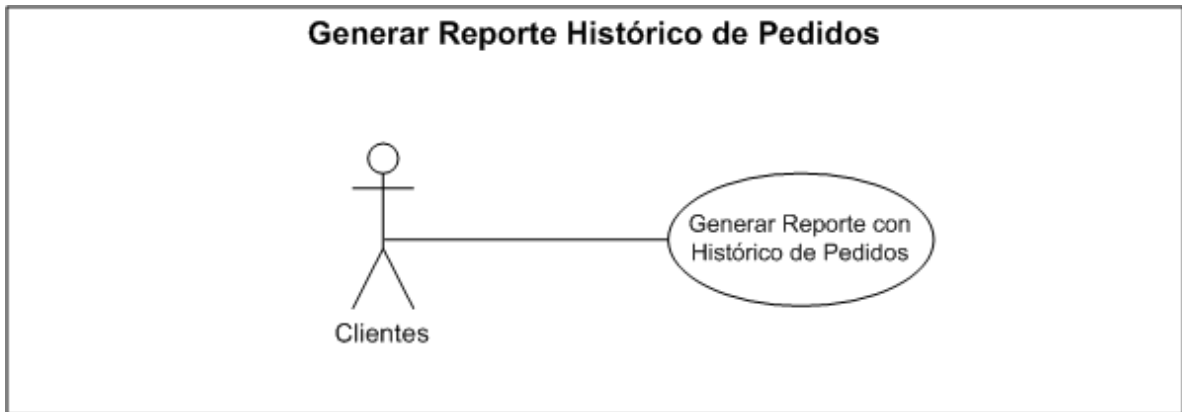 Generar Reporte Histórico de Pedidos
Generar Reporte con
Histórico de Pedidos
Clientes